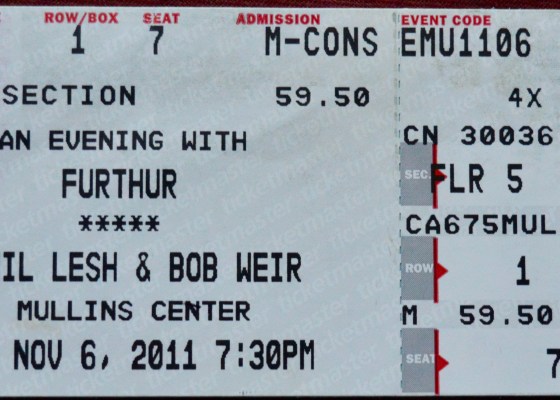 ROW/BOX SEAT ADMISSION
1 7 M-CONS
SECTION 59.50
AN EVENING WITH
FURTHUR
*****
IL LESH & BOB WEIR
MULLINS CENTER
NOV 6, 2011 7:30PM
EVENT CODE
EMU1106
4X
CN 30036
SEC.
FLR 5
CA675MUL
ROW
1
M 59.50
SEAT
7